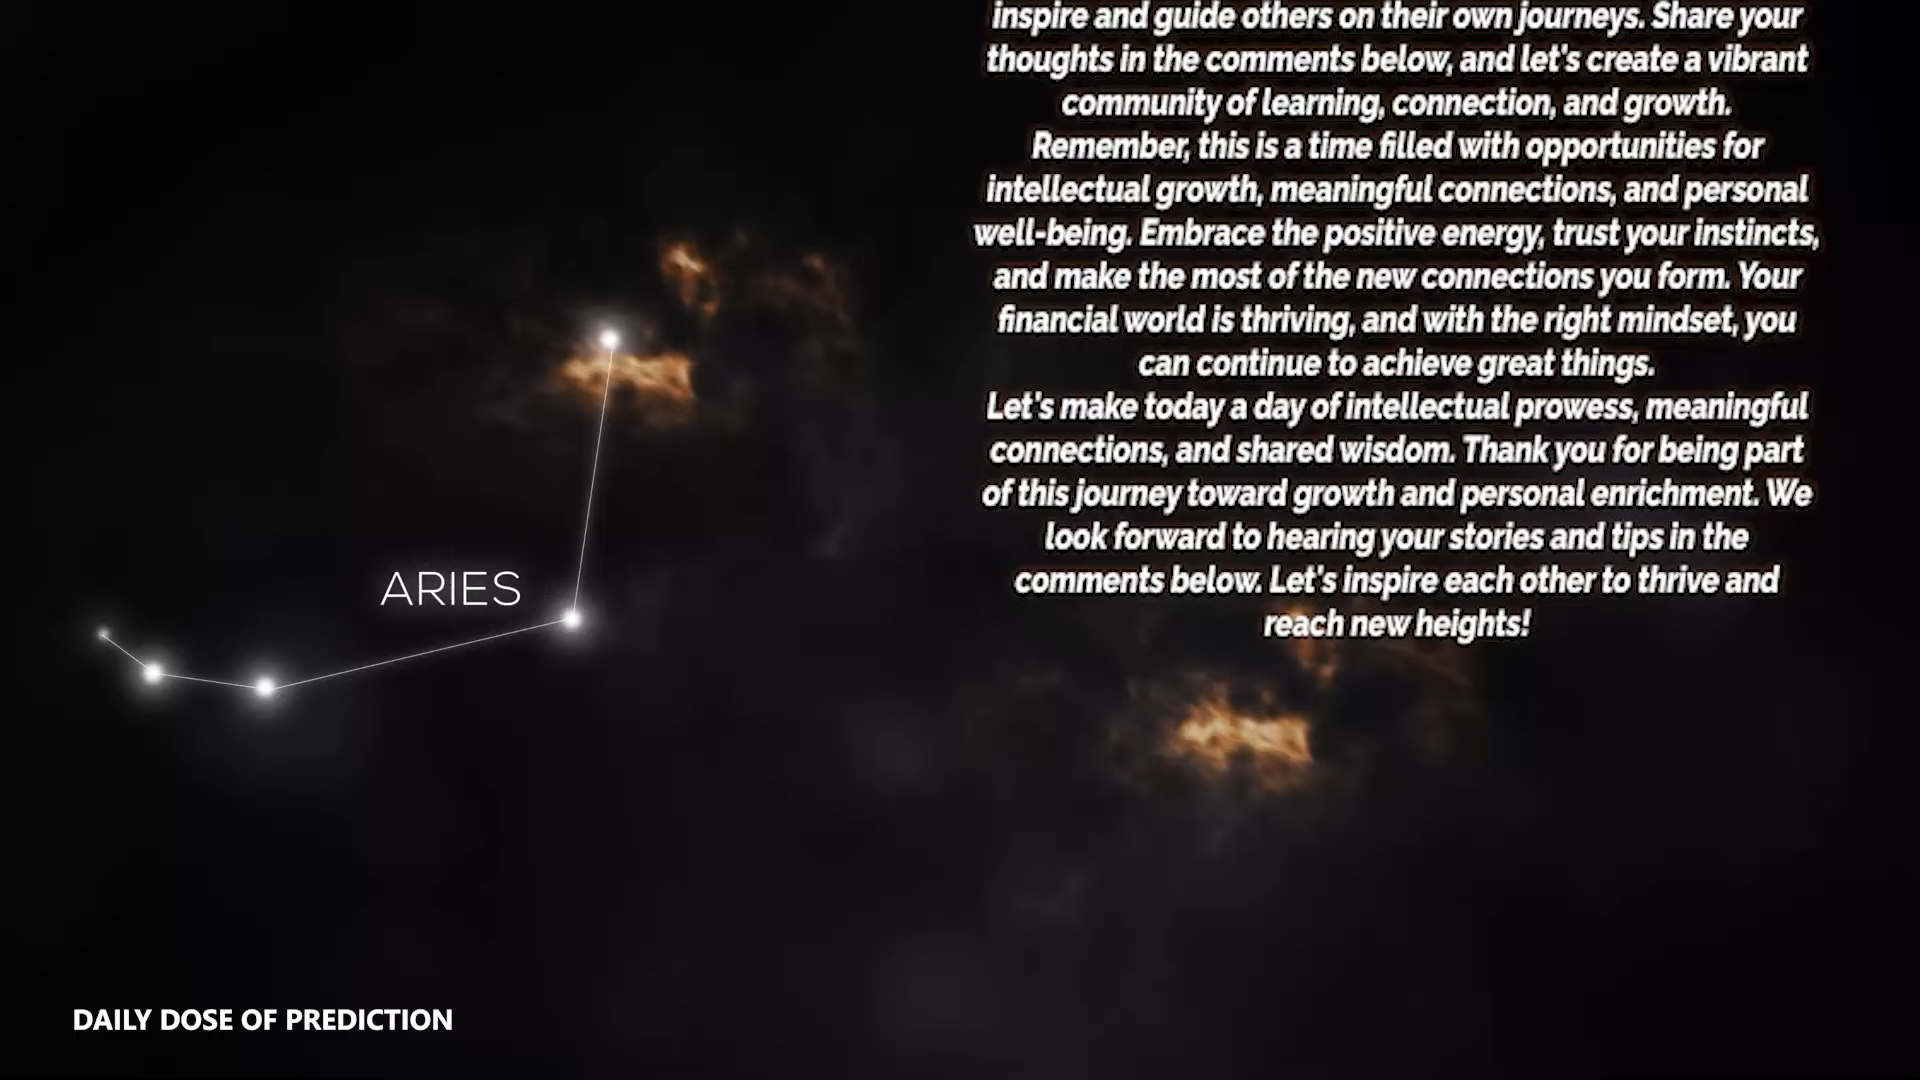 inspire and guide others on their own journeys. Share your
thoughts in the comments below, and let's create a vibrant
community of learning, connection, and growth.
Remember, this is a time filled with opportunities for
intellectual growth, meaningful connections, and personal
well-being. Embrace the positive energy, trust your instincts,
and make the most of the new connections you form. Your
financial world is thriving, and with the right mindset, you
can continue to achieve great things.
Let's make today a day of intellectual prowess, meaningful
connections, and shared wisdom. Thank you for being part
of this journey toward growth and personal enrichment. We
look forward to hearing your stories and tips in the
comments below. Let's inspire each other to thrive and
reach new heights!
ARIES
DAILY DOSE OF PREDICTION